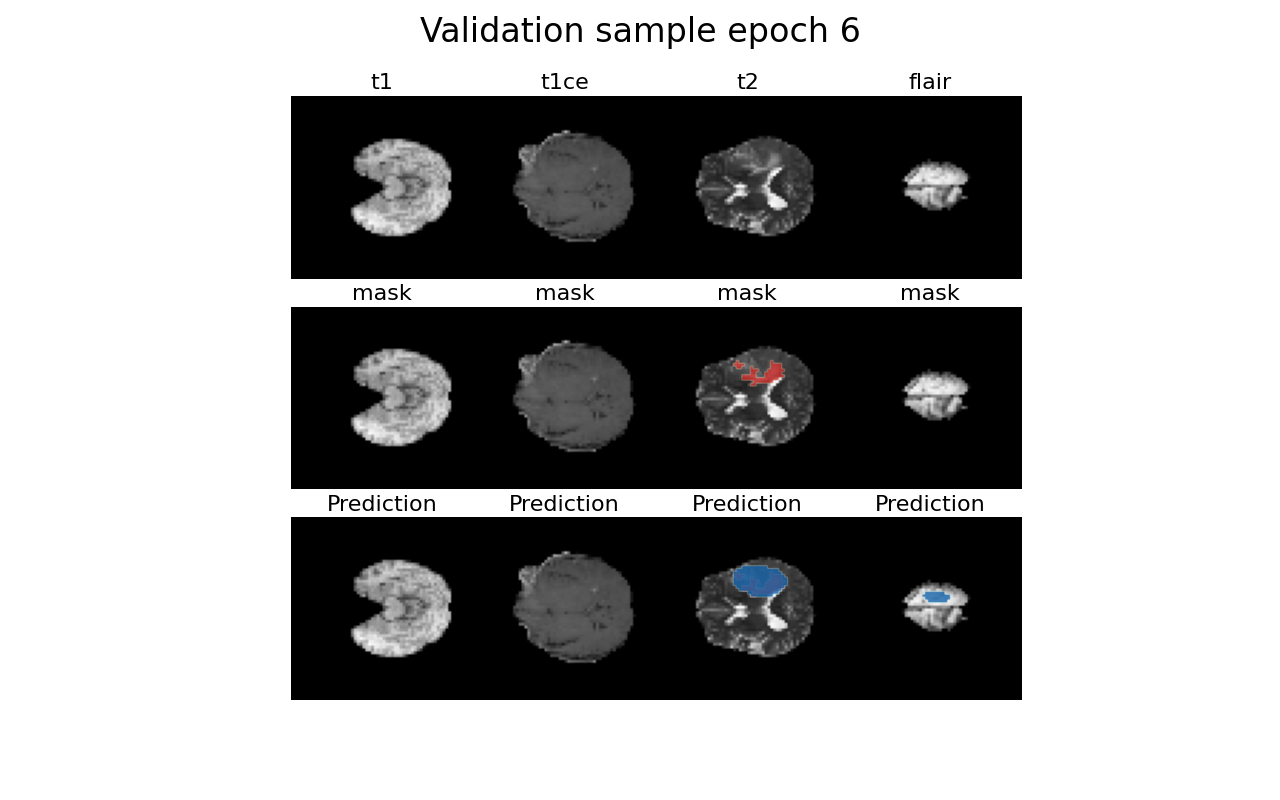 Validation sample epoch 6
t1 t1ce t2 flair
mask mask mask mask
Prediction Prediction Prediction Prediction